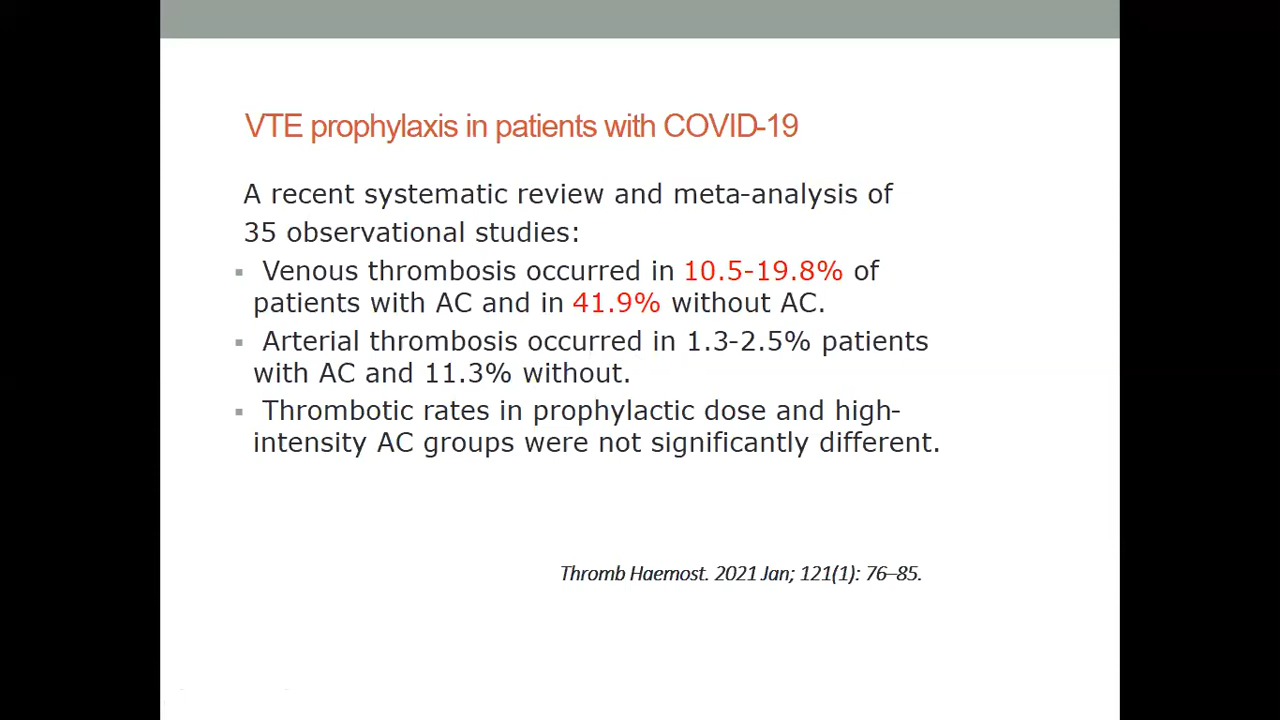 VTE prophylaxis in patients with COVID-19
A recent systematic review and meta-analysis of
35 observational studies:
▪ Venous thrombosis occurred in 10.5-19.8% of
patients with AC and in 41.9% without AC.
▪ Arterial thrombosis occurred in 1.3-2.5% patients
with AC and 11.3% without.
▪ Thrombotic rates in prophylactic dose and high-
intensity AC groups were not significantly different.
Thromb Haemost. 2021 Jan; 121(1): 76–85.